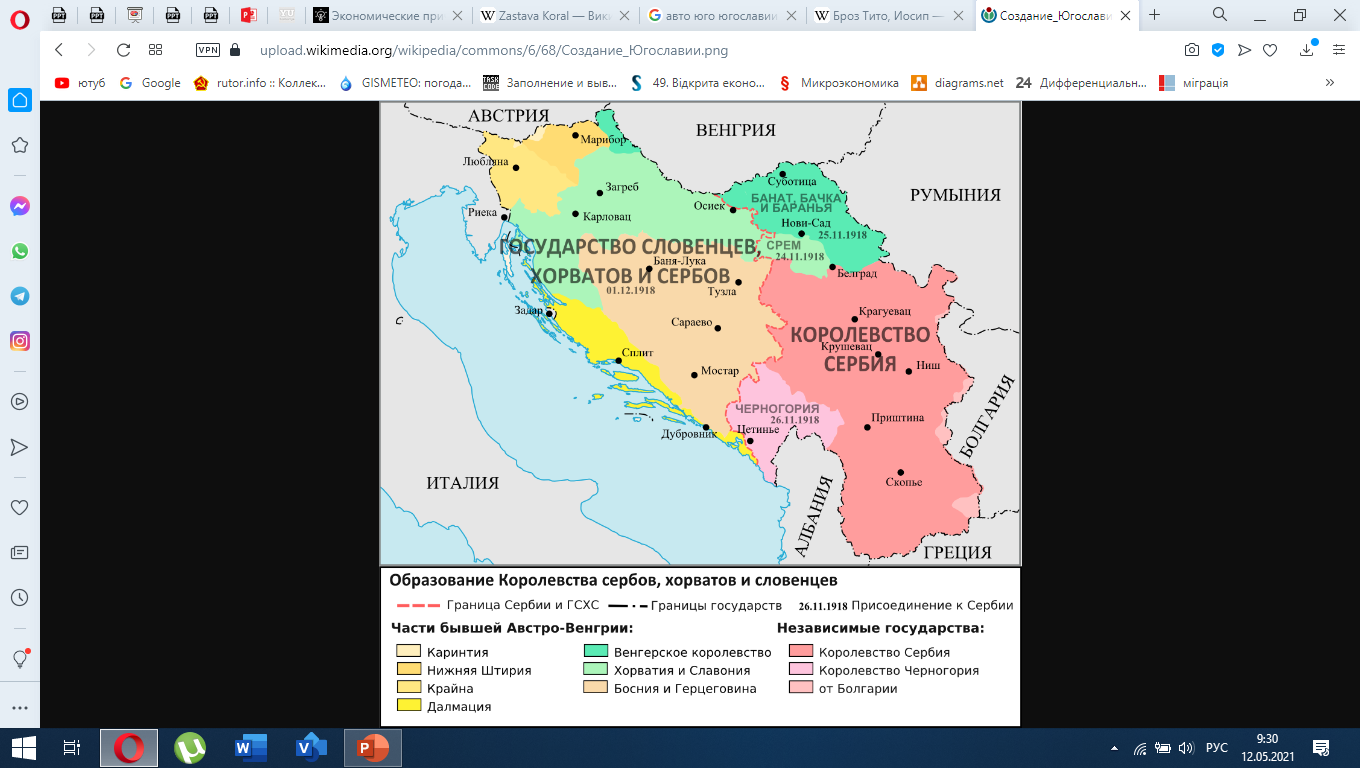 Экономические при
Zastava Koral — Вики
авто юго югославии
Броз Тито, Иосип —
Создание_Югослави
VPN
upload.wikimedia.org/wikipedia/commons/6/68/Создание_Югославии.png
ютуб
Google
rutor.info :: Коллек...
GISMETEO: погода...
TASK CODE
Заполнение и выв...
49. Відкрита еконо...
Микроэкономика
diagrams.net
24 Дифференциальн...
міграція
АВСТРИЯ
ВЕНГРИЯ
РУМЫНИЯ
Марибор
Любляна
Загреб
Суботица
БАНАТ, БАЧКА
И БАРАНЬЯ
Осиек
Риека
Карловац
Нови-Сад
25.11.1918
ГОСУДАРСТВО СЛОВЕНЦЕВ,
ХОРВАТОВ И СЕРБОВ
01.12.1918
СРЕМ
24.11.1918
Баня-Лука
Белград
Тузла
Задар
Сараево
Крагуевац
КОРОЛЕВСТВО
СЕРБИЯ
Крушевац
Сплит
Мостар
Ниш
ЧЕРНОГОРИЯ
26.11.1918
Приштина
Цетинье
Дубровник
БОЛГАРИЯ
ИТАЛИЯ
Скопье
АЛБАНИЯ
ГРЕЦИЯ
Образование Королевства сербов, хорватов и словенцев
Граница Сербии и ГСХС
Границы государств
26.11.1918 Присоединение к Сербии
Части бывшей Австро-Венгрии:
Независимые государства:
Каринтия
Венгерское королевство
Королевство Сербия
Нижняя Штирия
Хорватия и Славония
Королевство Черногория
Крайна
Босния и Герцеговина
от Болгарии
Далмация
РУС
9:30
12.05.2021